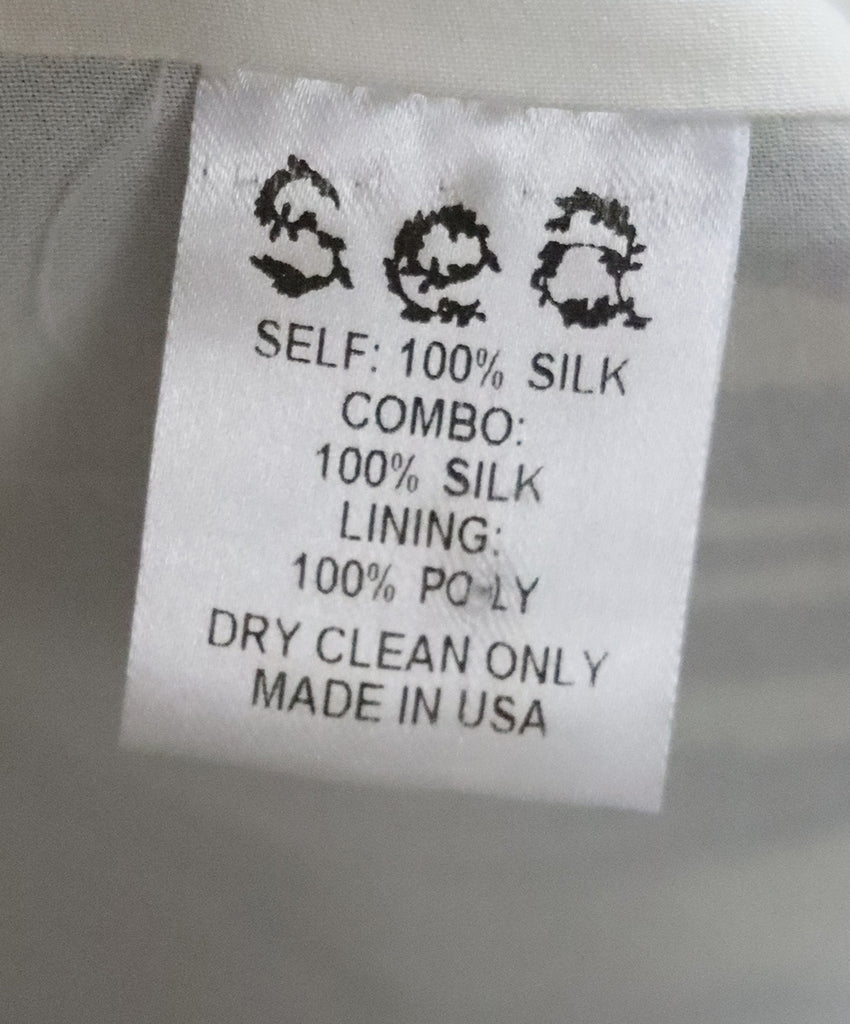 Sea
SELF: 100% SILK
COMBO:
100% SILK
LINING:
100% POLY
DRY CLEAN ONLY
MADE IN USA